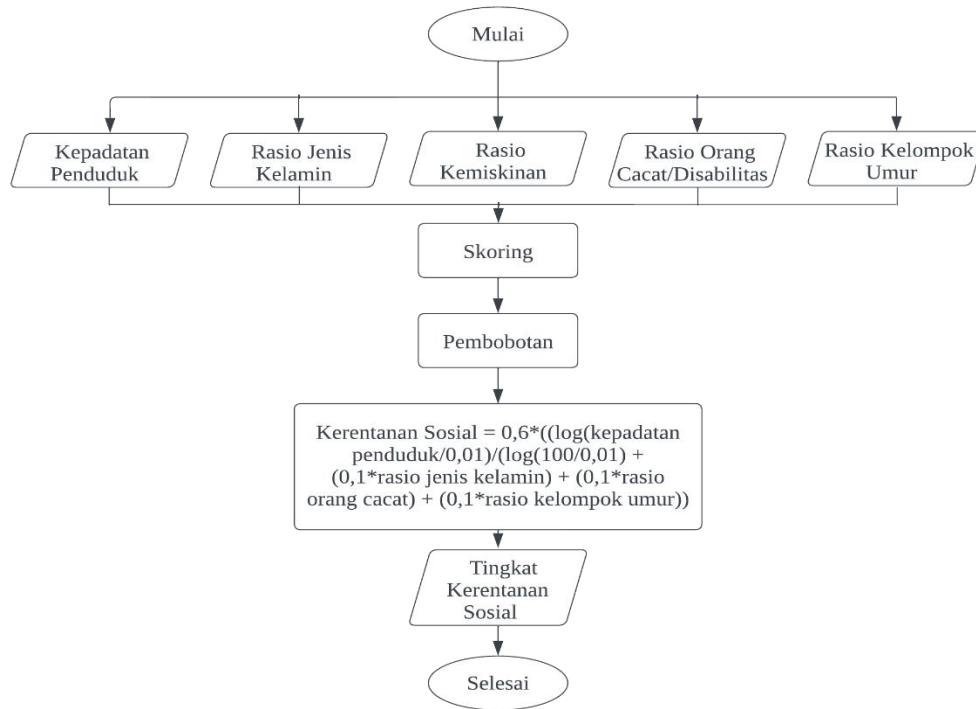 Mulai
Kepadatan
Penduduk
Rasio Jenis
Kelamin
Rasio
Kemiskinan
Rasio Orang
Cacat/Disabilitas
Rasio Kelompok
Umur
Skoring
Pembobotan
Kerentanan Sosial = 0,6*((log(kepadatan
penduduk/0,01)/(log(100/0,01) +
(0,1*rasio jenis kelamin) + (0,1*rasio
orang cacat) + (0,1*rasio kelompok umur))
Tingkat
Kerentanan
Sosial
Selesai